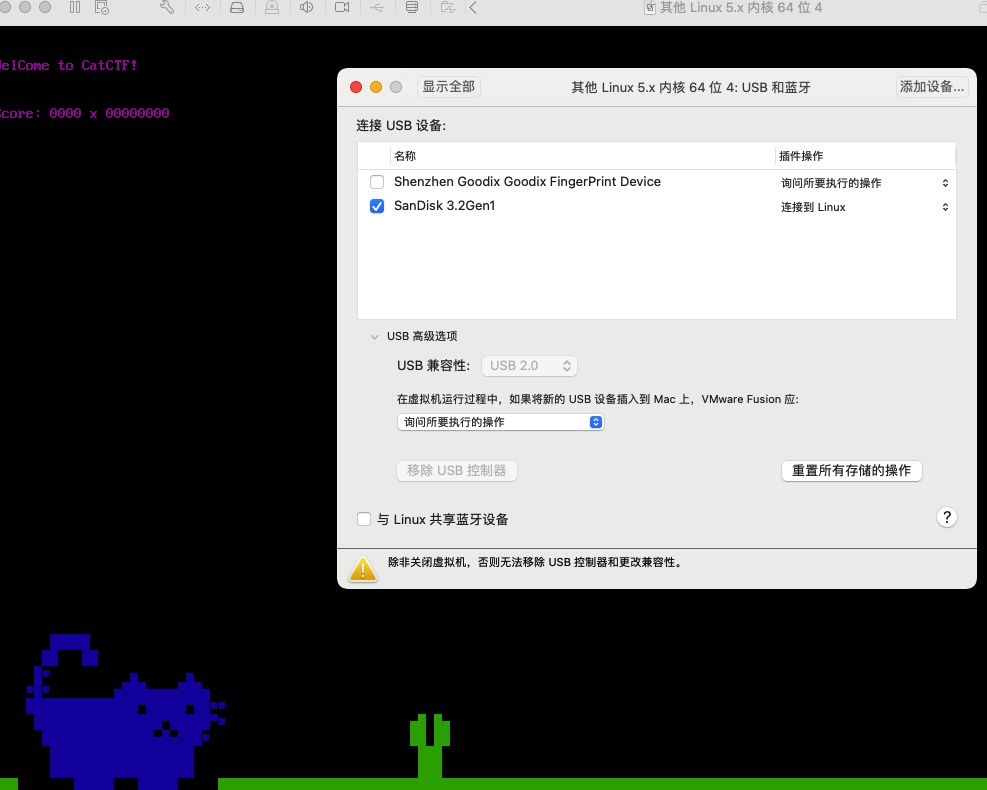 其他 Linux 5.x 内核 64 位 4
elCome to CatCTF!
core: 0000 x 00000000
显示全部
其他 Linux 5.x 内核 64 位 4: USB 和蓝牙
添加设备...
连接 USB 设备:
名称
插件操作
Shenzhen Goodix Goodix FingerPrint Device
询问所要执行的操作
SanDisk 3.2Gen1
连接到 Linux
USB 高级选项
USB 兼容性:
USB 2.0
在虚拟机运行过程中，如果将新的 USB 设备插入到 Mac 上，VMware Fusion 应:
询问所要执行的操作
移除 USB 控制器
重置所有存储的操作
与 Linux 共享蓝牙设备
?
除非关闭虚拟机，否则无法移除 USB 控制器和更改兼容性。